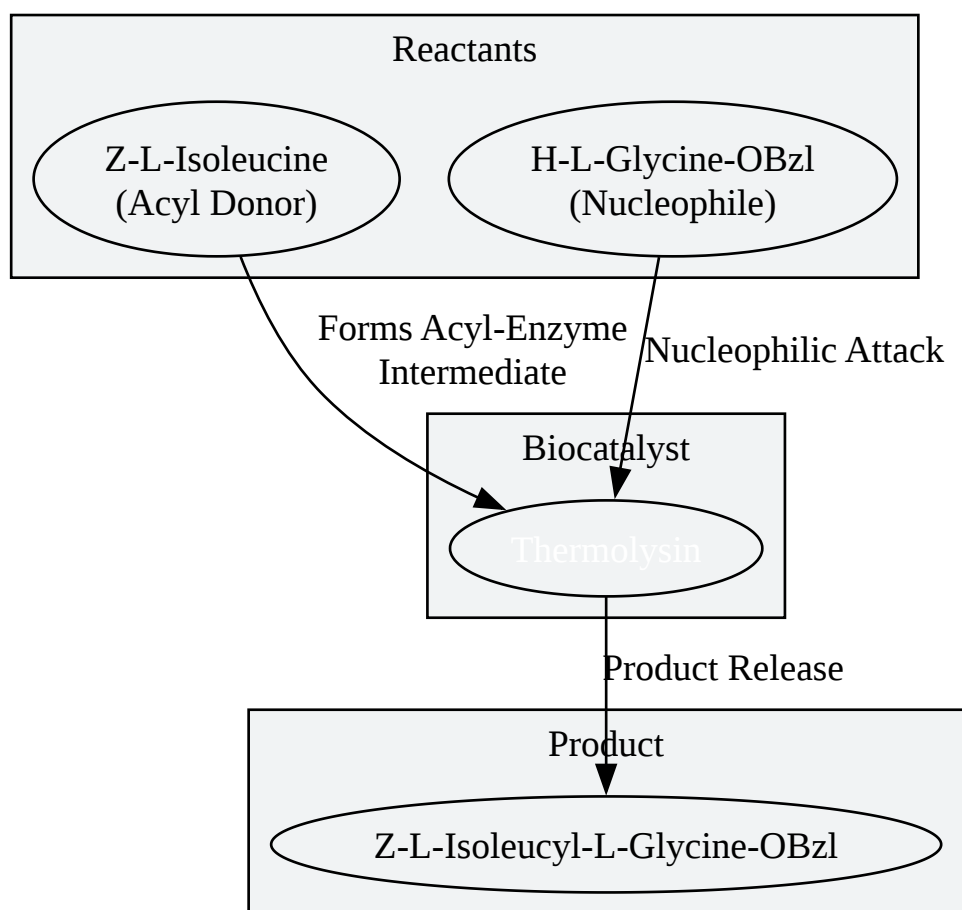 Reactants
Z-L-Isoleucine
(Acyl Donor)
H-L-Glycine-OBzl
(Nucleophile)
Forms Acyl-Enzyme
Intermediate
Nucleophilic Attack
Biocatalyst
Thermolysin
Product Release
Product
Z-L-Isoleucyl-L-Glycine-OBzl